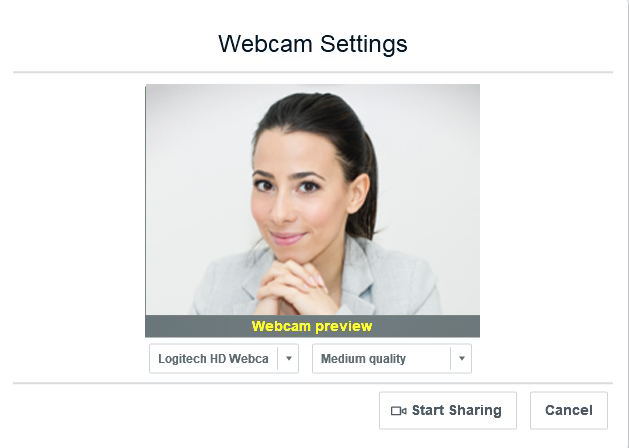 Webcam Settings
Webcam preview
Logitech HD Webca
Medium quality
Start Sharing
Cancel